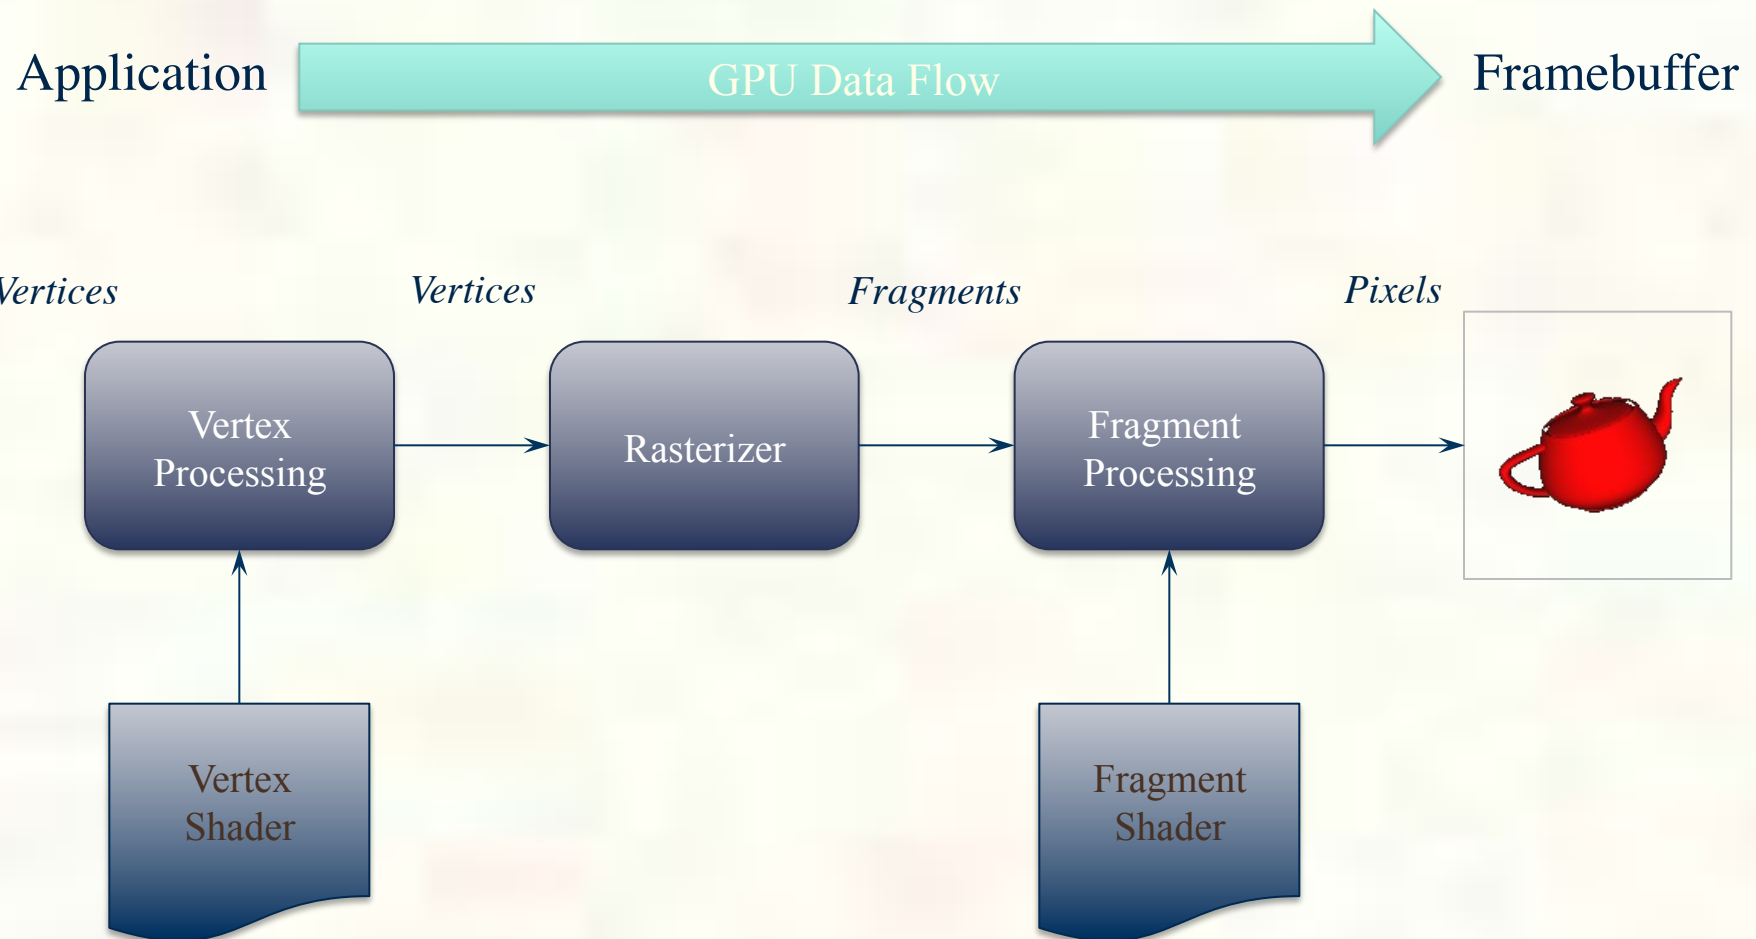 Application
GPU Data Flow
Framebuffer
Vertices
Vertices
Fragments
Pixels
Vertex
Processing
Rasterizer
Fragment
Processing
Vertex
Shader
Fragment
Shader